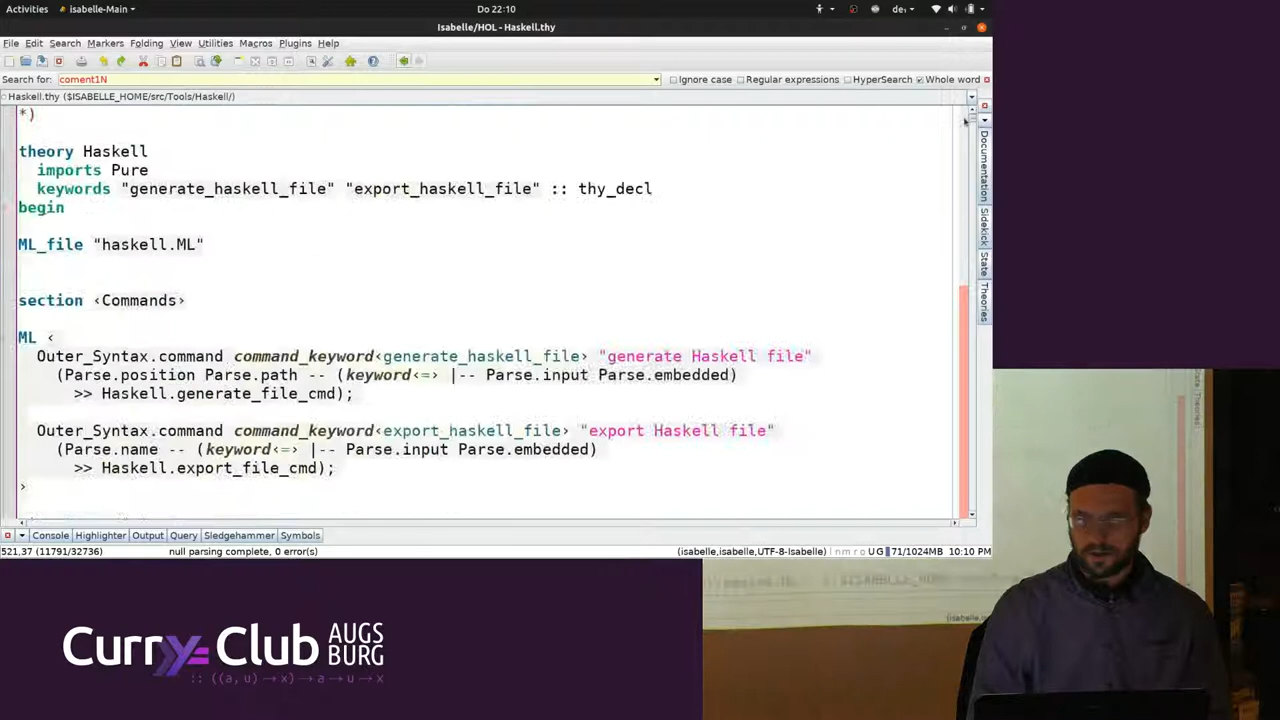 Activities isabelle-Main Do 22:10 de₁
Isabelle/HOL - Haskell.thy
File Edit Search Markers Folding View Utilities Macros Plugins Help
Search for: coment1N Ignore case Regular expressions HyperSearch Whole word
Haskell.thy ($ISABELLE_HOME/src/Tools/Haskell/)
*)
theory Haskell
imports Pure
keywords "generate_haskell_file" "export_haskell_file" :: thy_decl
begin
ML_file "haskell.ML"
section ‹Commands›
ML ‹
Outer_Syntax.command command_keyword‹generate_haskell_file› "generate Haskell file"
(Parse.position Parse.path -- (keyword‹=› |-- Parse.input Parse.embedded)
>> Haskell.generate_file_cmd);
Outer_Syntax.command command_keyword‹export_haskell_file› "export Haskell file"
(Parse.name -- (keyword‹=› |-- Parse.input Parse.embedded)
>> Haskell.export_file_cmd);
›
Documentation
Sidekick
State
Theories
Console Highlighter Output Query Sledgehammer Symbols
521,37 (11791/32736) null parsing complete, 0 error(s) (isabelle,isabelle,UTF-8-Isabelle) n m r o U G 71/1024MB 10:10 PM
Curry Club AUGS
BURG
:: ((a, u) → x) → a → u → x